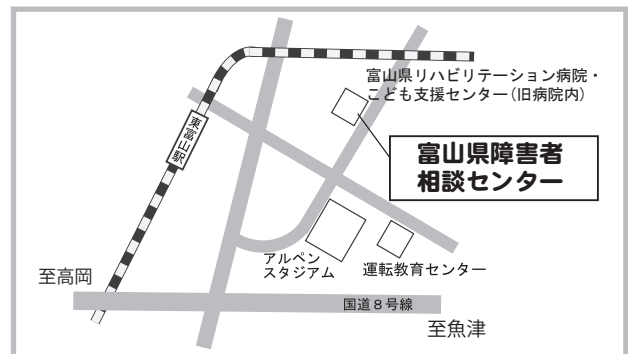 富山県リハビリテーション病院・
こども支援センター(旧病院内)
東富山駅
富山県障害者
相談センター
アルペン
スタジアム
運転教育センター
至高岡
国道8号線
至魚津